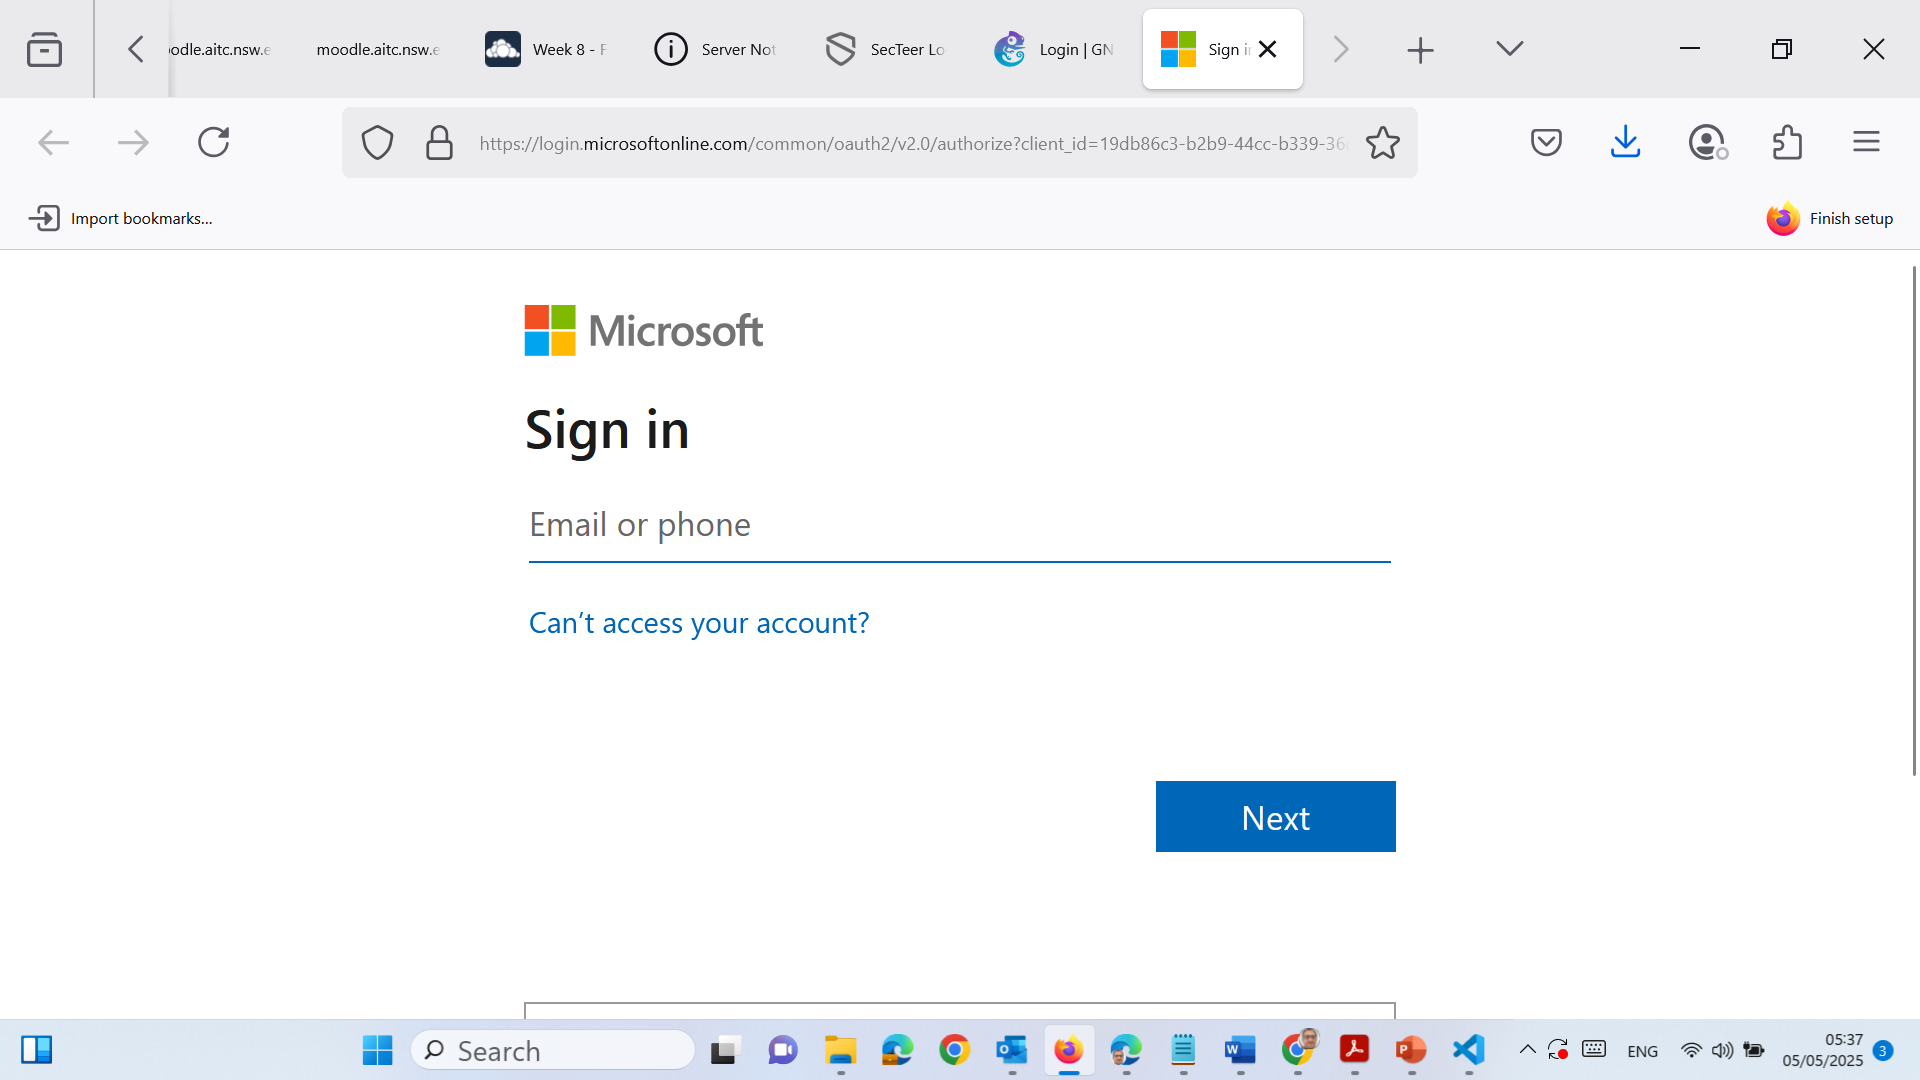 odle.aitc.nsw.e
moodle.aitc.nsw.e
Week 8 - F
Server Not
SecTeer Lo
Login | GN
Sign in
https://login.microsoftonline.com/common/oauth2/v2.0/authorize?client_id=19db86c3-b2b9-44cc-b339-36
Import bookmarks...
Finish setup
Microsoft
Sign in
Email or phone
Can't access your account?
Next
Search
ENG
05:37
05/05/2025
3